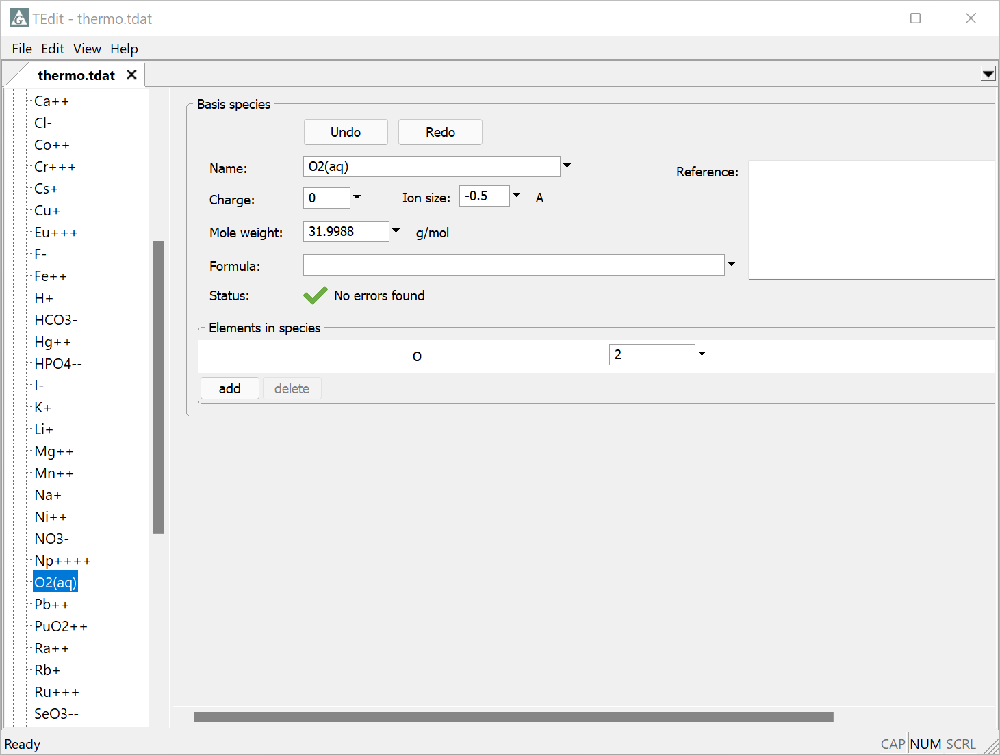 TEdit - thermo.tdat
File Edit View Help
thermo.tdat
Ca++
Cl-
Co++
Cr+++
Cs+
Cu+
Eu+++
F-
Fe++
H+
HCO3-
Hg++
HPO4--
I-
K+
Li+
Mg++
Mn++
Na+
Ni++
NO3-
Np++++
O2(aq)
Pb++
PuO2++
Ra++
Rb+
Ru+++
SeO3--
Basis species
Undo Redo
Name: O2(aq)
Reference:
Charge: 0 Ion size: -0.5 A
Mole weight: 31.9988 g/mol
Formula:
Status: No errors found
Elements in species
O 2
add delete
Ready CAP NUM SCRL